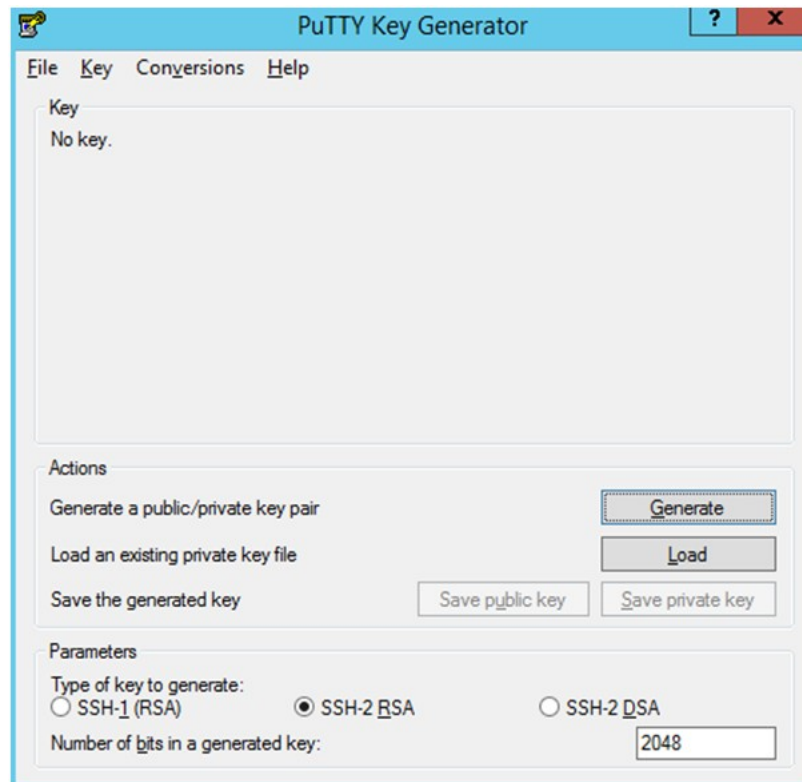 PuTTY Key Generator
? x
File Key Conversions Help
Key
No key.
Actions
Generate a public/private key pair Generate
Load an existing private key file Load
Save the generated key Save public key Save private key
Parameters
Type of key to generate:
SSH-1 (RSA) SSH-2 RSA SSH-2 DSA
Number of bits in a generated key: 2048